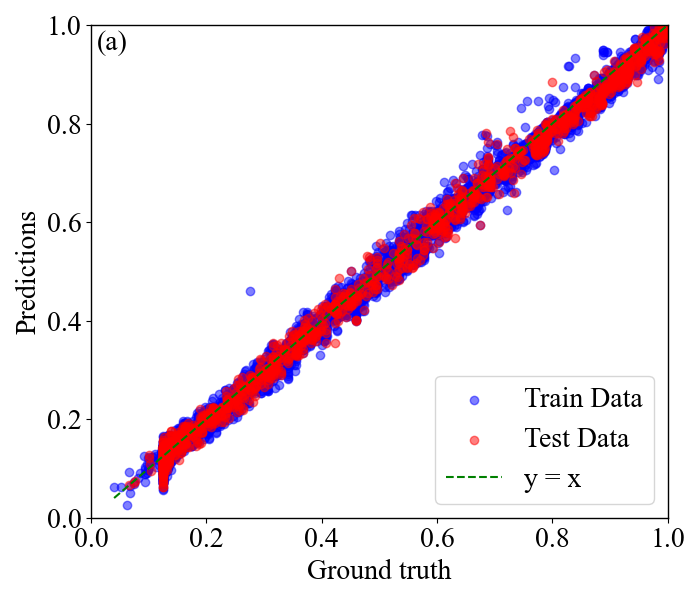 (a)
1.0
0.8
0.6
0.4
0.2
0.0
Predictions
0.0 0.2 0.4 0.6 0.8 1.0
Ground truth
Train Data
Test Data
y = x